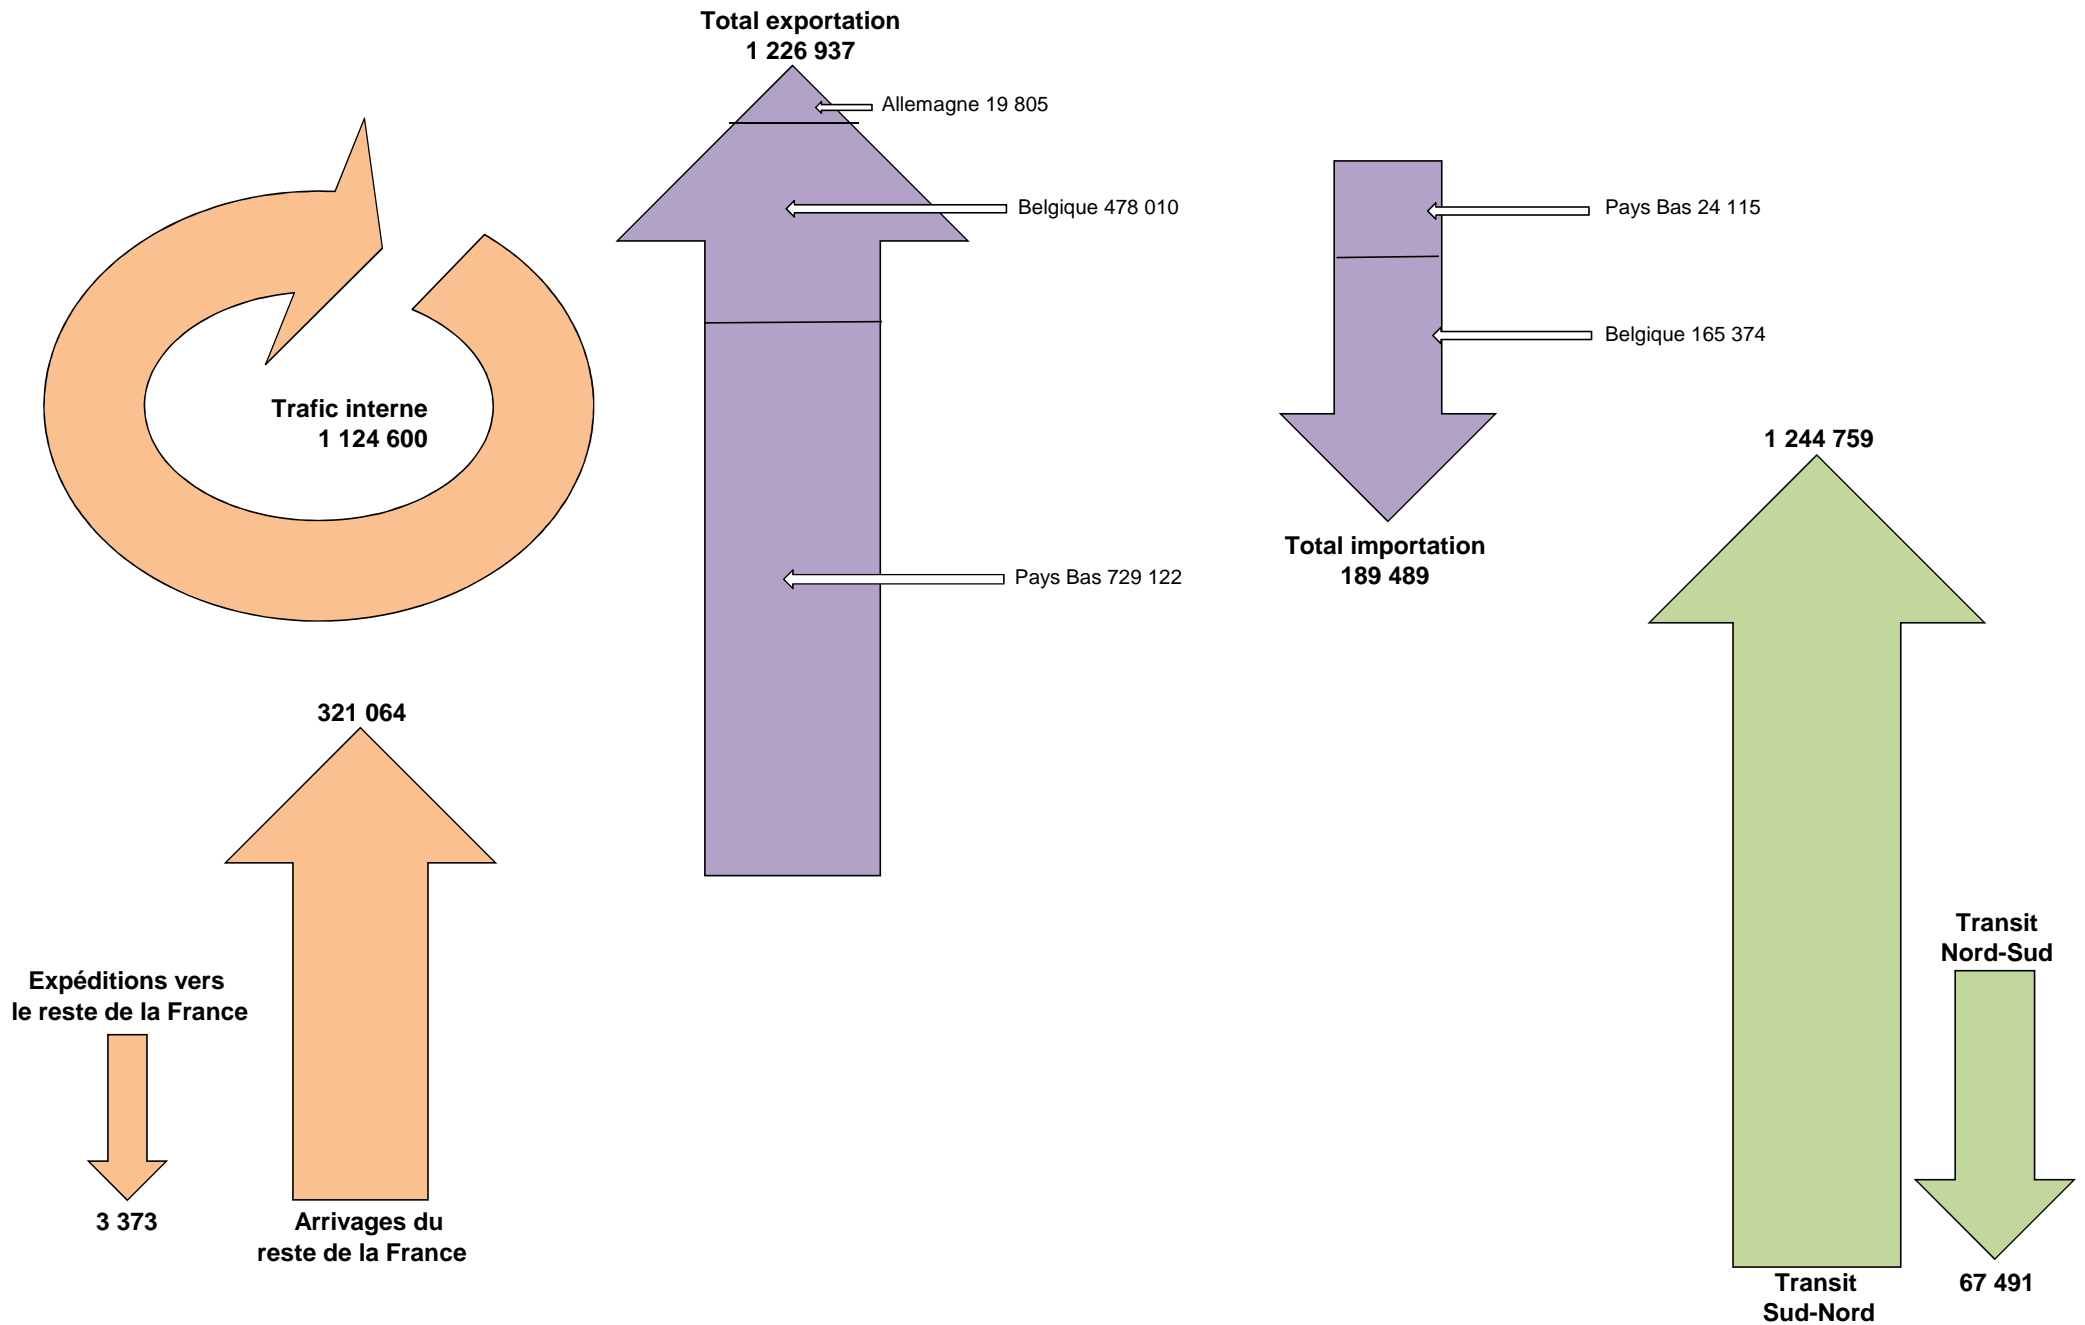 Total exportation
1 226 937
Allemagne 19 805
Belgique 478 010
Pays Bas 729 122
Pays Bas 24 115
Belgique 165 374
Total importation
189 489
Trafic interne
1 124 600
321 064
Arrivages du
reste de la France
Expéditions vers
le reste de la France
3 373
1 244 759
Transit
Sud-Nord
Transit
Nord-Sud
67 491